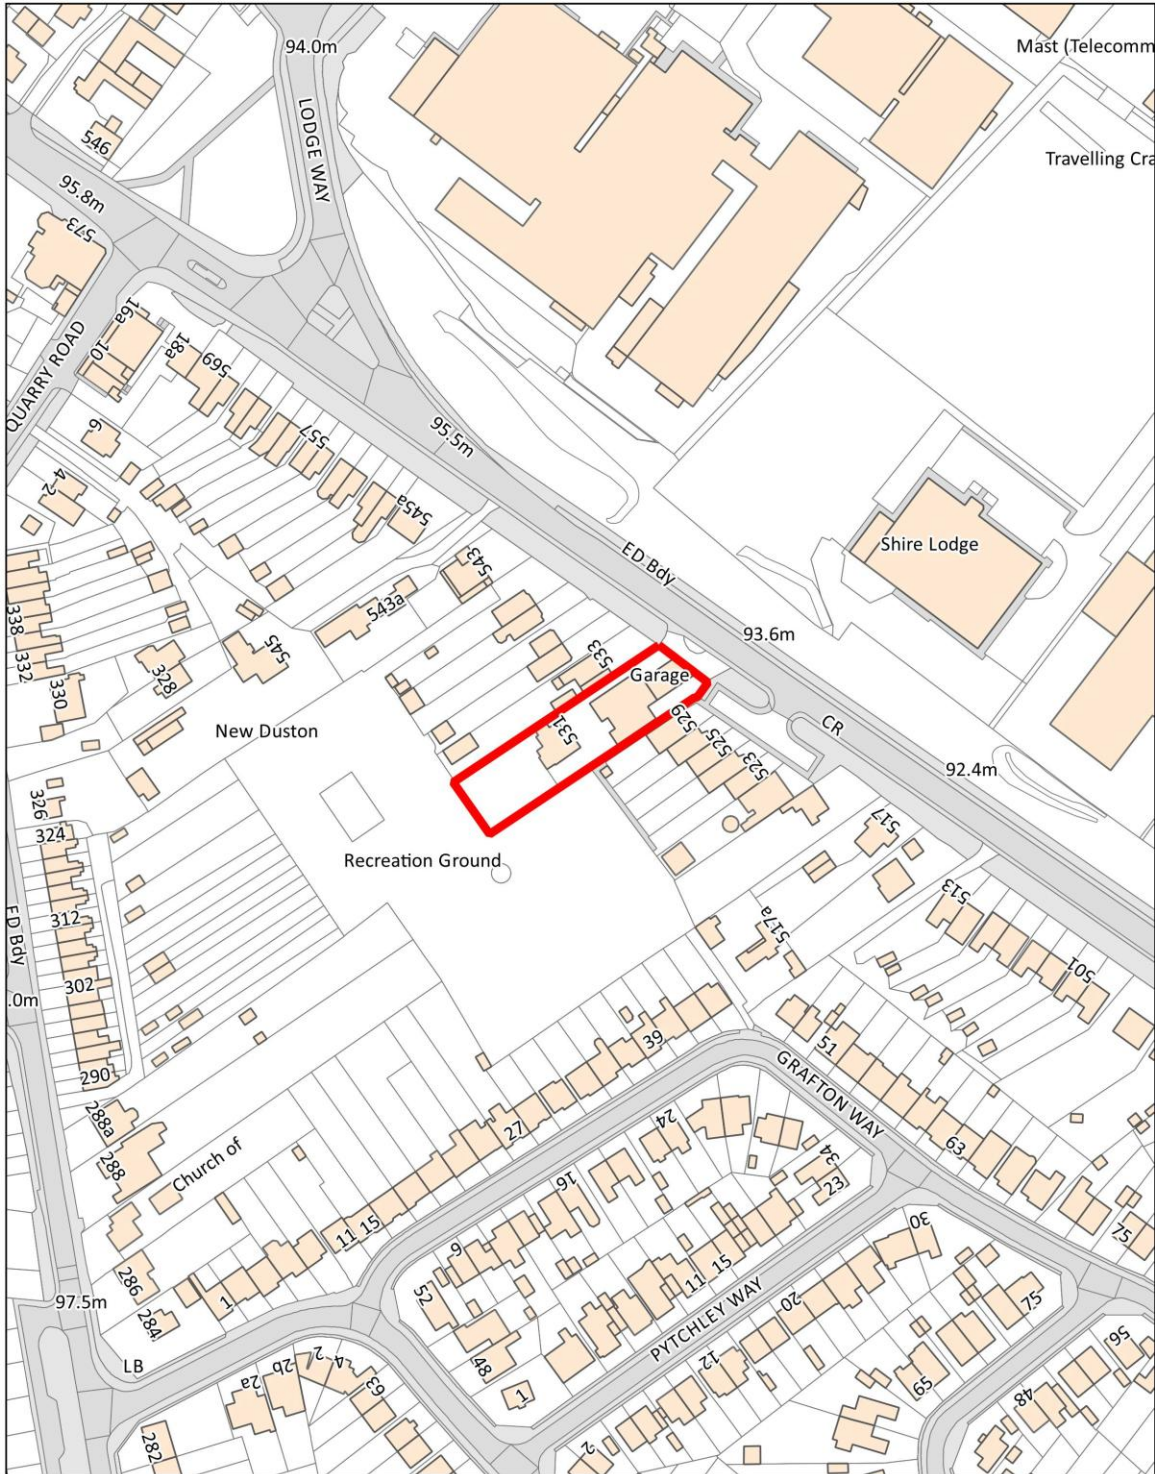 94.0m
Mast (Telecomm
LODGE WAY
Travelling Cra
546
95.8m
573
16a
10
18a
569
QUARRY ROAD
6
557
95.5m
4
2
545a
Shire Lodge
ED Bdy
543
543a
338
332
330
328
545
533
93.6m
Garage
531
529
525
523
CR
New Duston
92.4m
326
324
517
Recreation Ground
312
513
517a
501
302
ED Bdy
.0m
39
51
290
GRAFTON WAY
288a
27
24
63
288
Church of
34
23
16
11
15
30
75
286
9
52
11
15
1
284
97.5m
20
75
PYTCHLEY WAY
LB
48
12
56
2a
2b
2
4
63
1
65
48
282
2